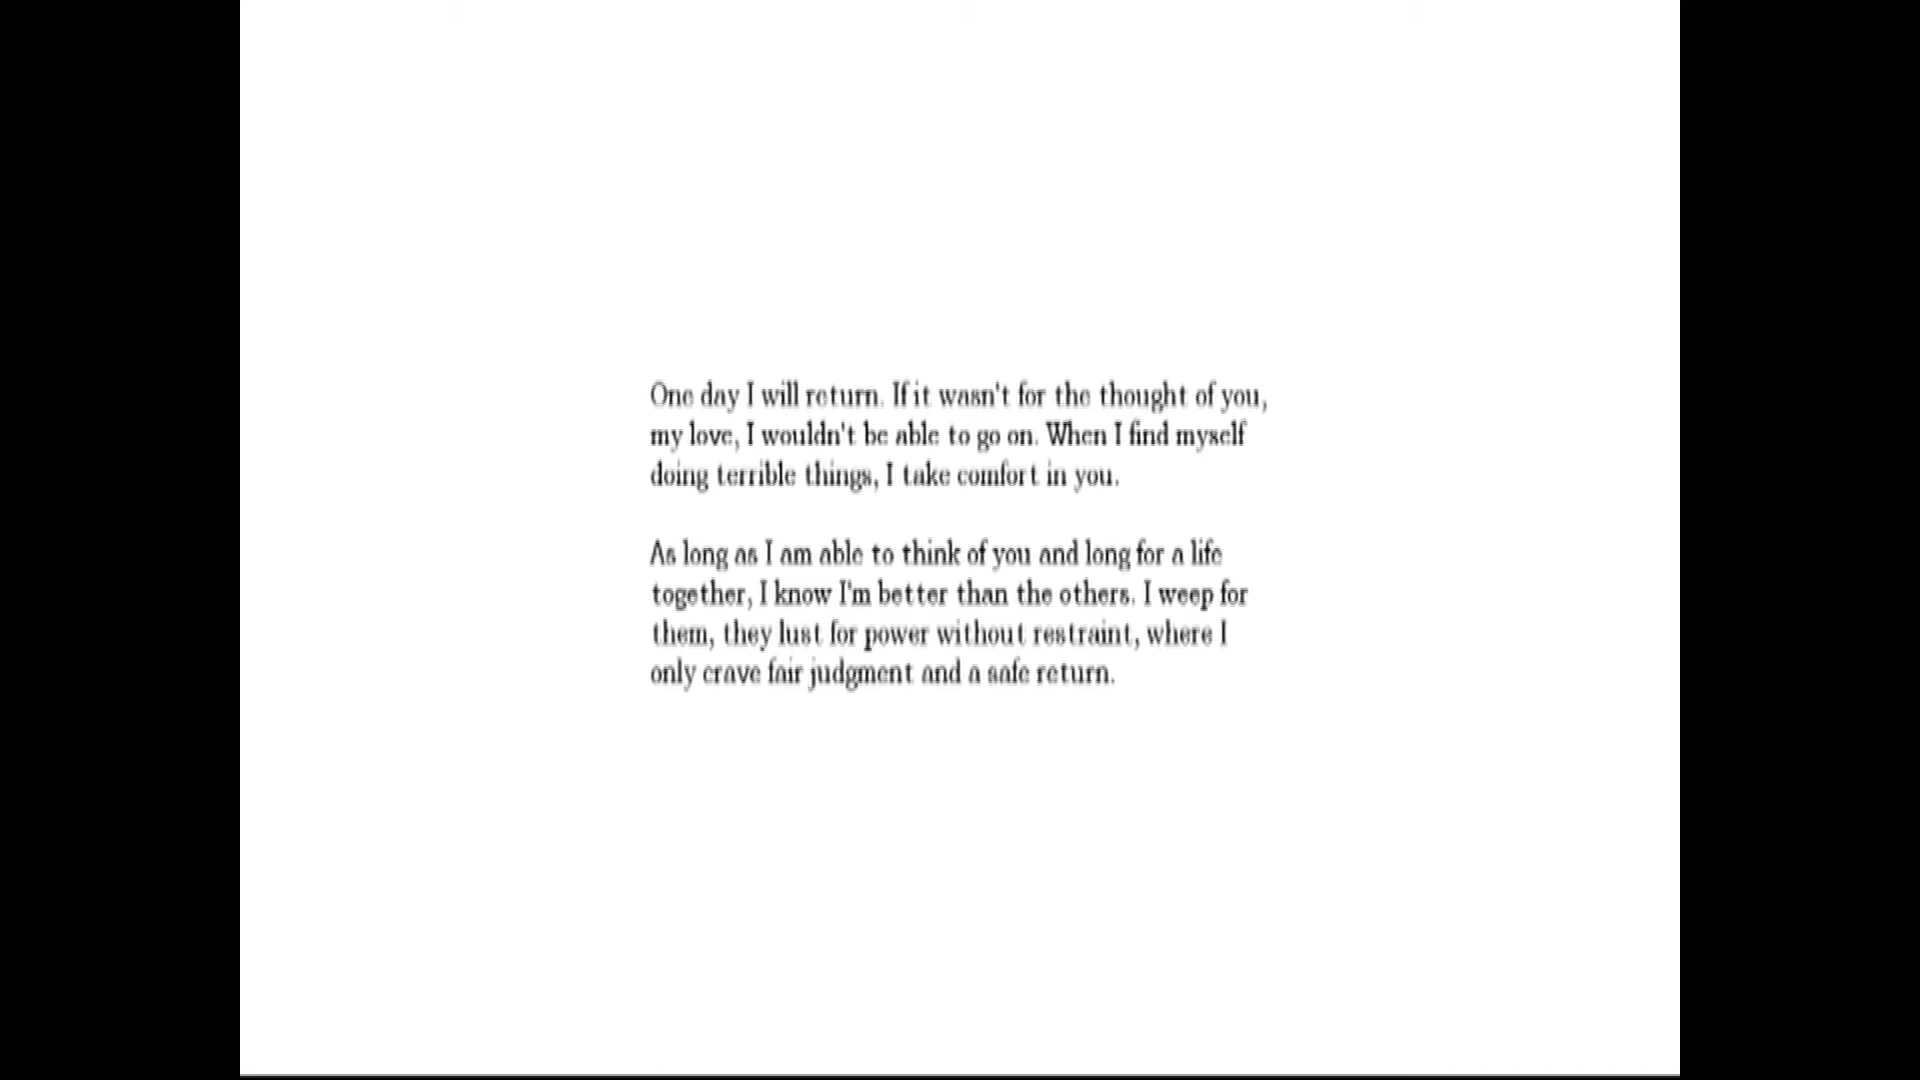 One day I will return. If it wasn't for the thought of you,
my love, I wouldn't be able to go on. When I find myself
doing terrible things, I take comfort in you.
As long as I am able to think of you and long for a life
together, I know I'm better than the others. I weep for
them, they lust for power without restraint, where I
only crave fair judgment and a safe return.